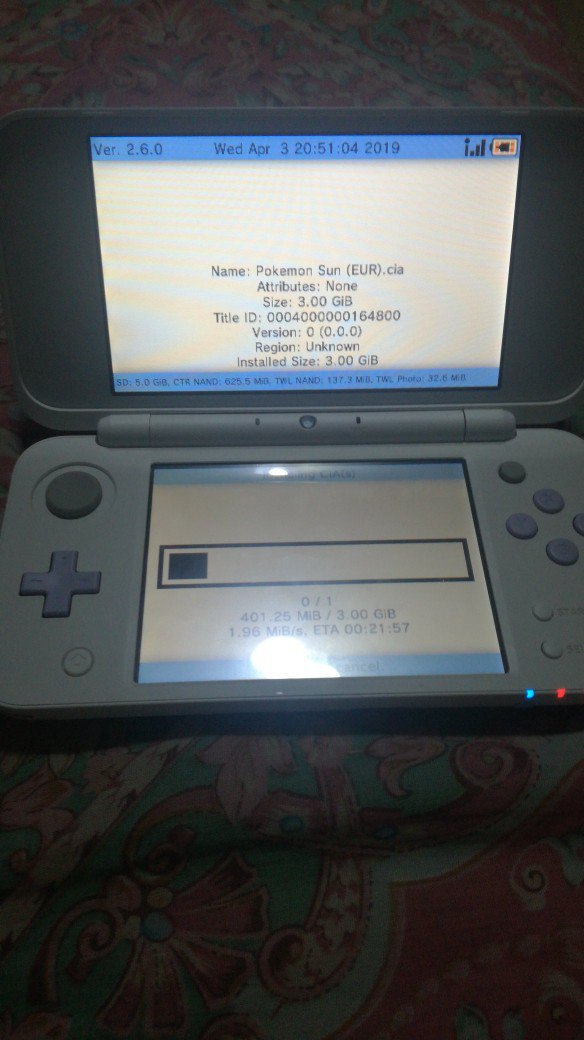 Ver. 2.6.0 Wed Apr 3 20:51:04 2019
Name: Pokemon Sun (EUR).cia
Attributes: None
Size: 3.00 GiB
Title ID: 0004000000164800
Version: 0 (0.0.0)
Region: Unknown
Installed Size: 3.00 GiB
SD: 5.0 GiB, CTR NAND: 625.5 MiB, TWL NAND: 137.3 MiB, TWL Photo: 32.6 MiB
CIA(s)
0 / 1
401.25 MiB / 3.00 GiB
1.96 MiB/s, ETA 00:21:57
cancel.